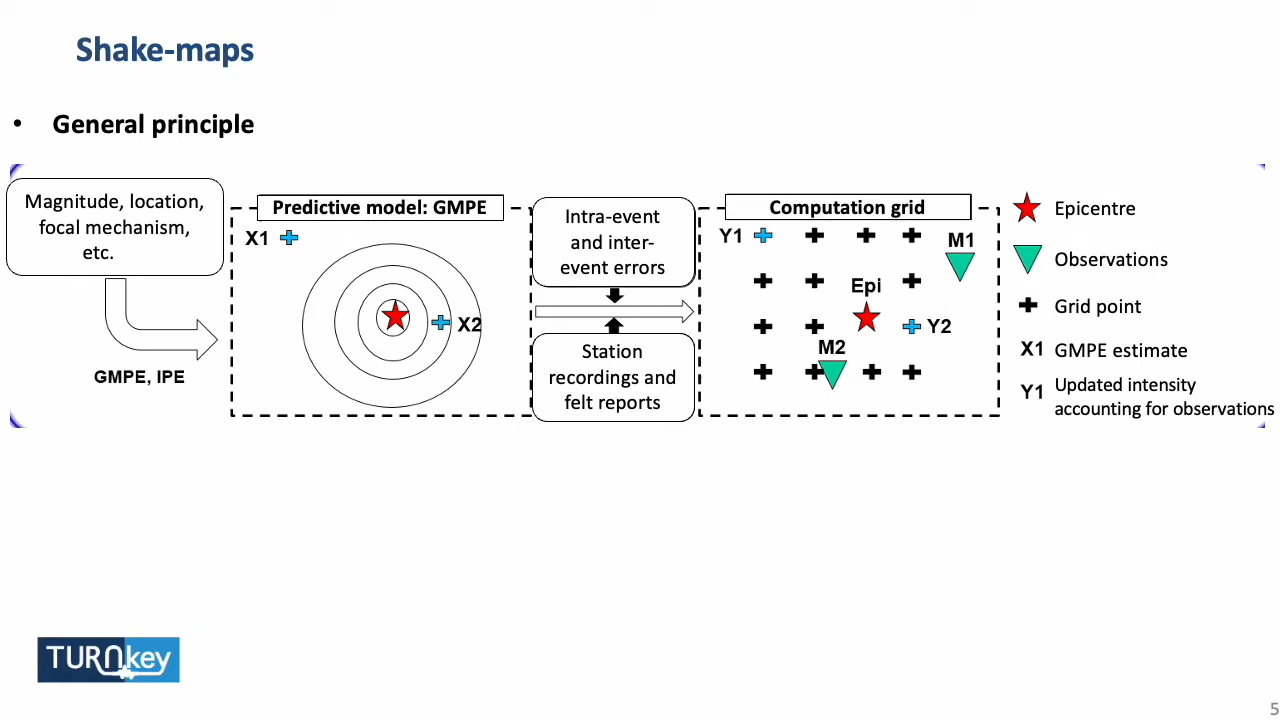 Shake-maps
• General principle
Magnitude, location,
focal mechanism,
etc.
GMPE, IPE
Predictive model: GMPE
X1
X2
Intra-event
and inter-
event errors
Station
recordings and
felt reports
Computation grid
Y1
M1
Epi
Y2
M2
Epicentre
Observations
Grid point
X1 GMPE estimate
Y1 Updated intensity
accounting for observations
TURnkey
5